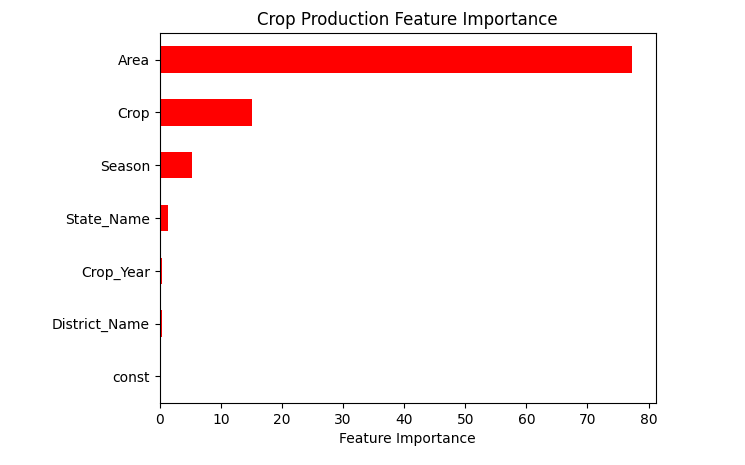 Crop Production Feature Importance
Area
Crop
Season
State_Name
Crop_Year
District_Name
const
0 10 20 30 40 50 60 70 80
Feature Importance